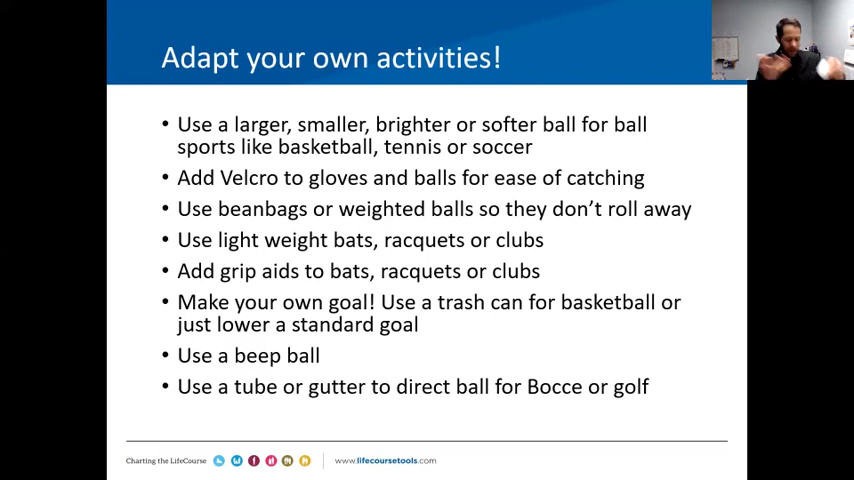 Adapt your own activities!
• Use a larger, smaller, brighter or softer ball for ball
sports like basketball, tennis or soccer
• Add Velcro to gloves and balls for ease of catching
• Use beanbags or weighted balls so they don’t roll away
• Use light weight bats, racquets or clubs
• Add grip aids to bats, racquets or clubs
• Make your own goal! Use a trash can for basketball or
just lower a standard goal
• Use a beep ball
• Use a tube or gutter to direct ball for Bocce or golf
Charting the LifeCourse
www.lifecoursetools.com